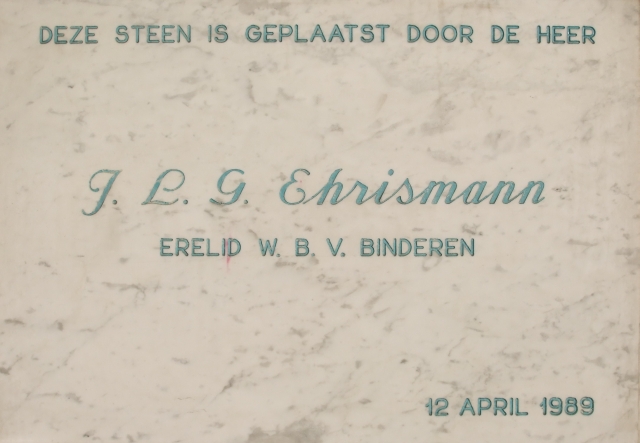 DEZE STEEN IS GEPLAATST DOOR DE HEER
J. L. G. Ehrismann
ERELID W. B. V. BINDEREN
12 APRIL 1989